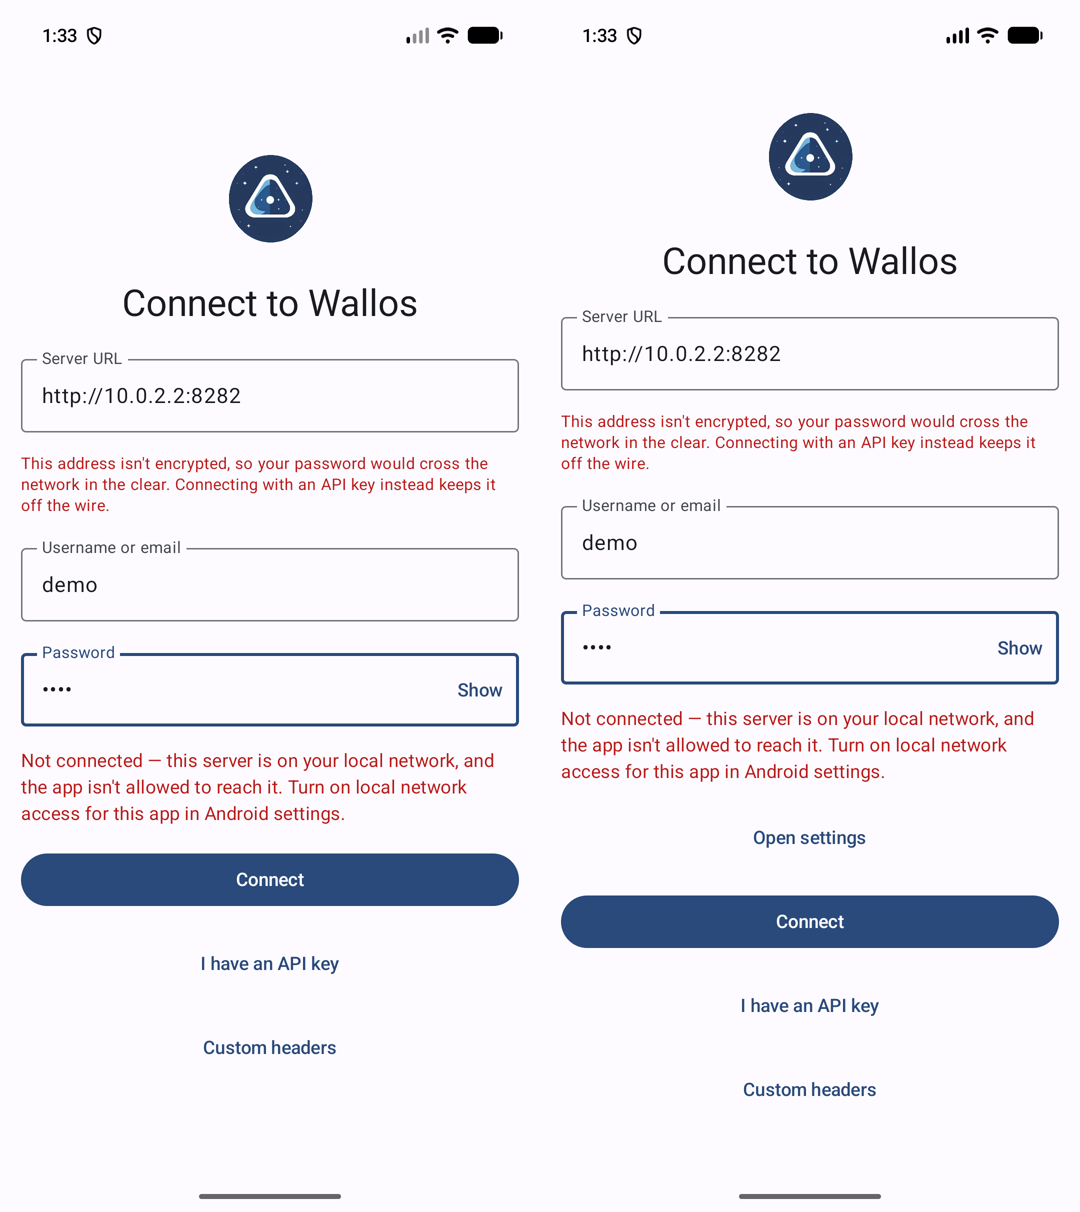 1:33
Connect to Wallos
Server URL
http://10.0.2.2:8282
This address isn't encrypted, so your password would cross the
network in the clear. Connecting with an API key instead keeps it
off the wire.
Username or email
demo
Password
••••
Show
Not connected — this server is on your local network, and
the app isn't allowed to reach it. Turn on local network
access for this app in Android settings.
Connect
I have an API key
Custom headers
1:33
Connect to Wallos
Server URL
http://10.0.2.2:8282
This address isn't encrypted, so your password would cross the
network in the clear. Connecting with an API key instead keeps it
off the wire.
Username or email
demo
Password
••••
Show
Not connected — this server is on your local network, and
the app isn't allowed to reach it. Turn on local network
access for this app in Android settings.
Open settings
Connect
I have an API key
Custom headers